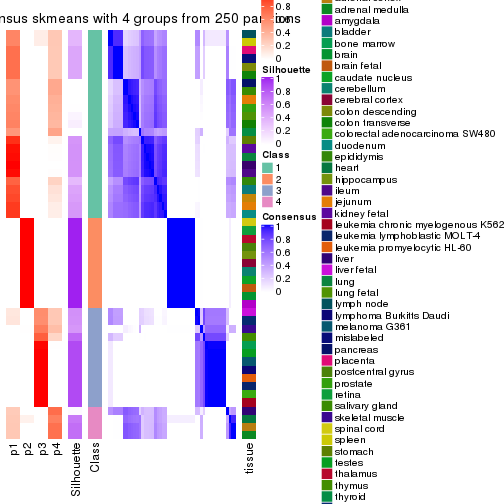 nsus skmeans with 4 groups from 250 par
ions
0.8
0.6
0.4
0.2
0
Silhouette
1
0.8
0.6
0.4
0.2
0
Class
1
2
3
4
Consensus
1
0.8
0.6
0.4
0.2
0
p1
p2
p3
p4
Silhouette
Class
tissue
adrenal medulla
amygdala
bladder
bone marrow
brain
brain fetal
caudate nucleus
cerebellum
cerebral cortex
colon descending
colon transverse
colorectal adenocarcinoma SW480
duodenum
epididymis
heart
hippocampus
ileum
jejunum
kidney fetal
leukemia chronic myelogenous K562
leukemia lymphoblastic MOLT-4
leukemia promyelocytic HL-60
liver
liver fetal
lung
lung fetal
lymph node
lymphoma Burkitts Daudi
melanoma G361
mislabeled
pancreas
placenta
postcentral gyrus
prostate
retina
salivary gland
skeletal muscle
spinal cord
spleen
stomach
testes
thalamus
thymus
thyroid